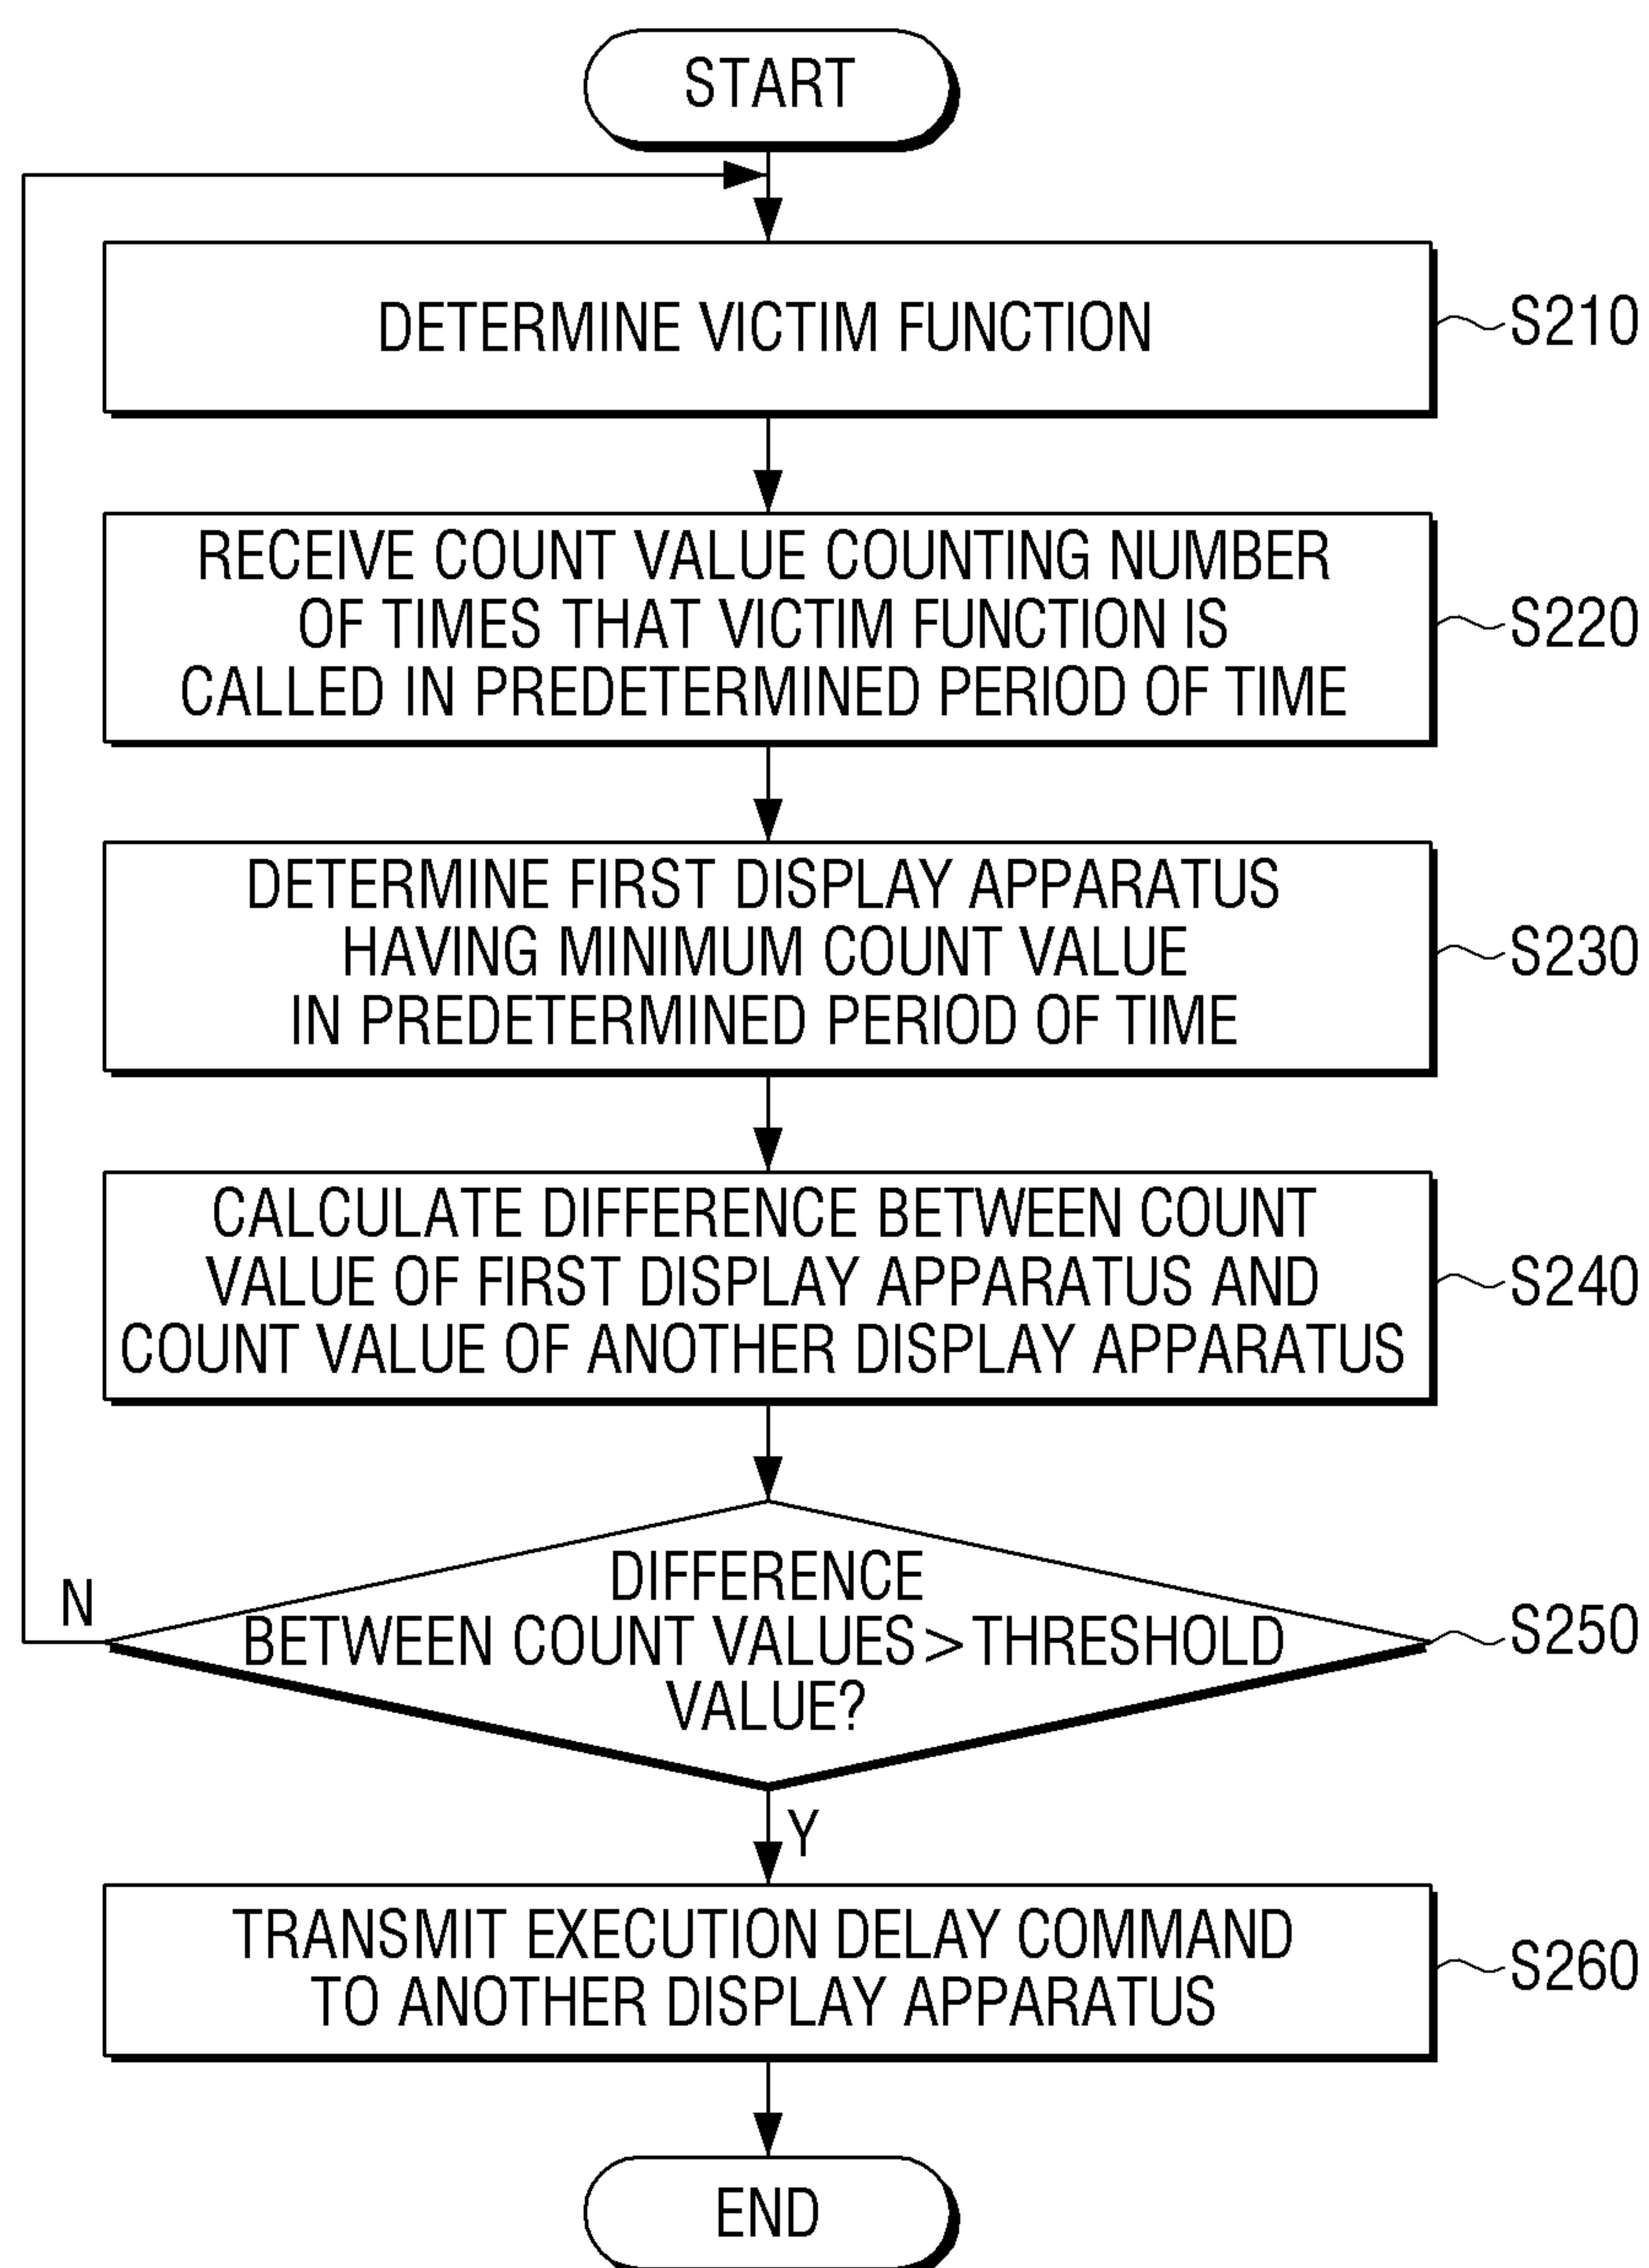 START
DETERMINE VICTIM FUNCTION
S210
RECEIVE COUNT VALUE COUNTING NUMBER
OF TIMES THAT VICTIM FUNCTION IS
CALLED IN PREDETERMINED PERIOD OF TIME
S220
DETERMINE FIRST DISPLAY APPARATUS
HAVING MINIMUM COUNT VALUE
IN PREDETERMINED PERIOD OF TIME
S230
CALCULATE DIFFERENCE BETWEEN COUNT
VALUE OF FIRST DISPLAY APPARATUS AND
COUNT VALUE OF ANOTHER DISPLAY APPARATUS
S240
DIFFERENCE
BETWEEN COUNT VALUES>THRESHOLD
VALUE?
S250
N
Y
TRANSMIT EXECUTION DELAY COMMAND
TO ANOTHER DISPLAY APPARATUS
S260
END